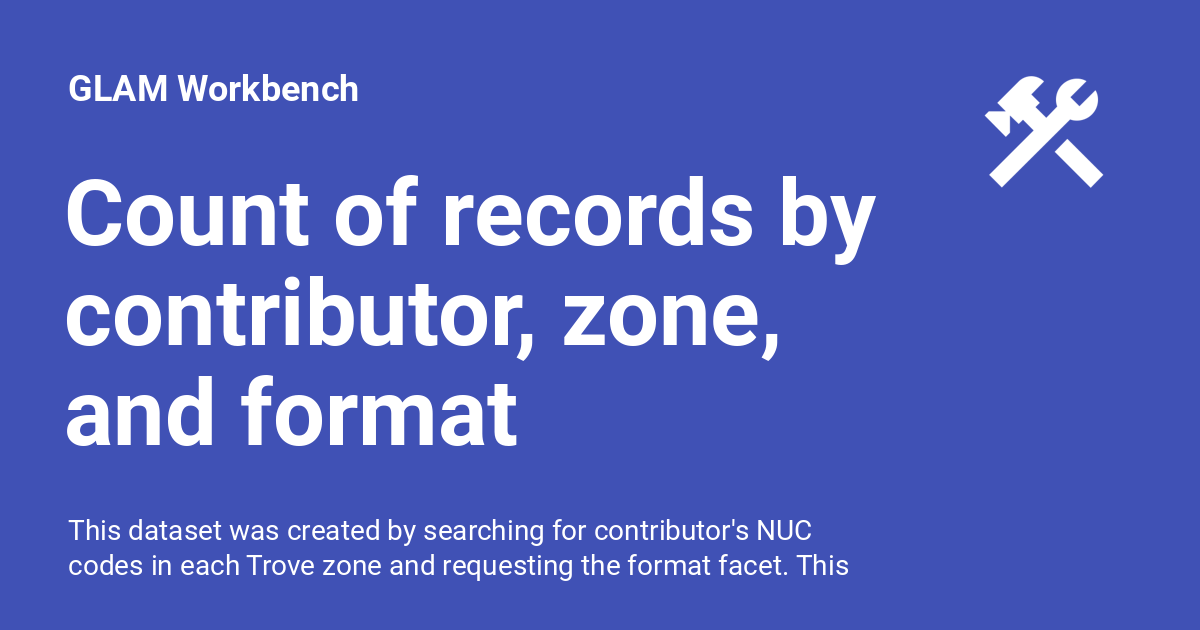 GLAM Workbench
Count of records by
contributor, zone,
and format
This dataset was created by searching for contributor's NUC
codes in each Trove zone and requesting the format facet. This